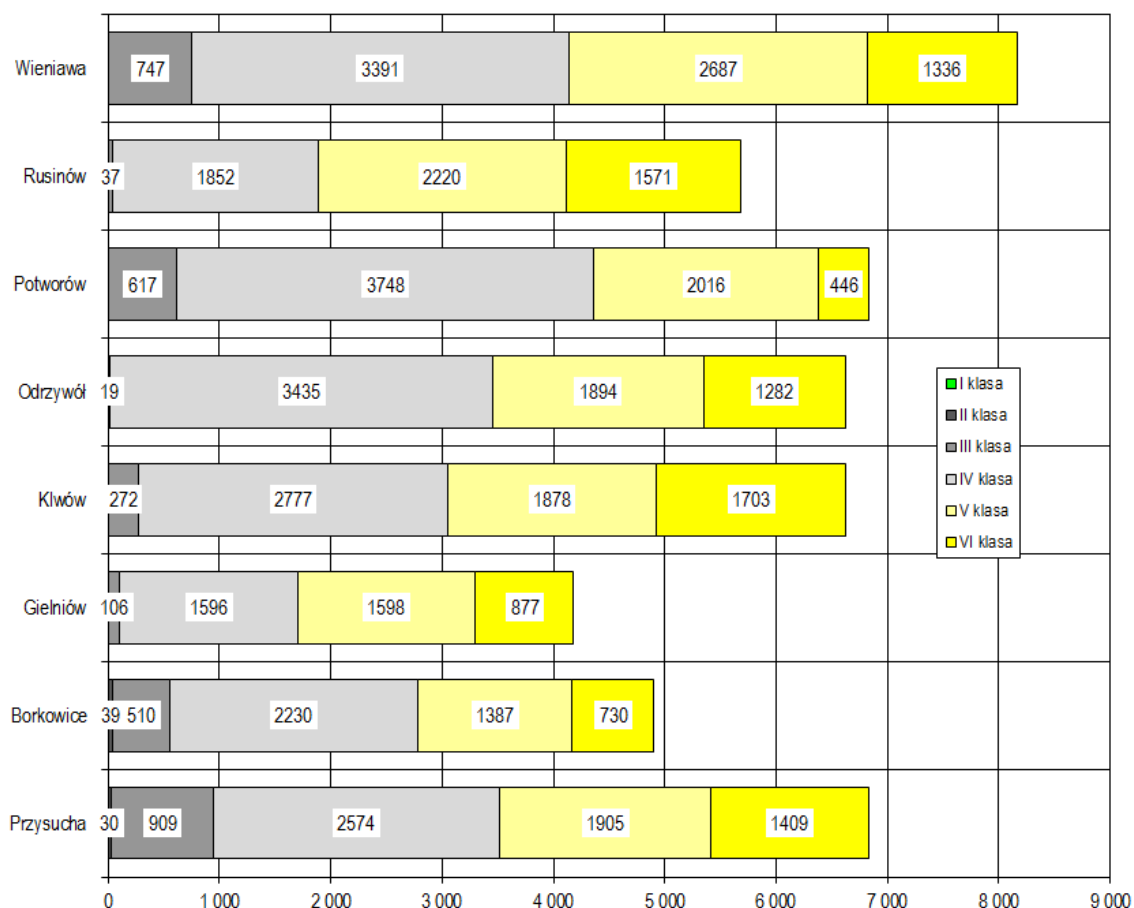 Wieniawa 747 3391 2687 1336
Rusinów 37 1852 2220 1571
Potworów 617 3748 2016 446
Odrzywół 19 3435 1894 1282
Klwów 272 2777 1878 1703
Gielniów 106 1596 1598 877
Borkowice 39 510 2230 1387 730
Przysucha 30 909 2574 1905 1409
0 1 000 2 000 3 000 4 000 5 000 6 000 7 000 8 000 9 000
I klasa
II klasa
III klasa
IV klasa
V klasa
VI klasa